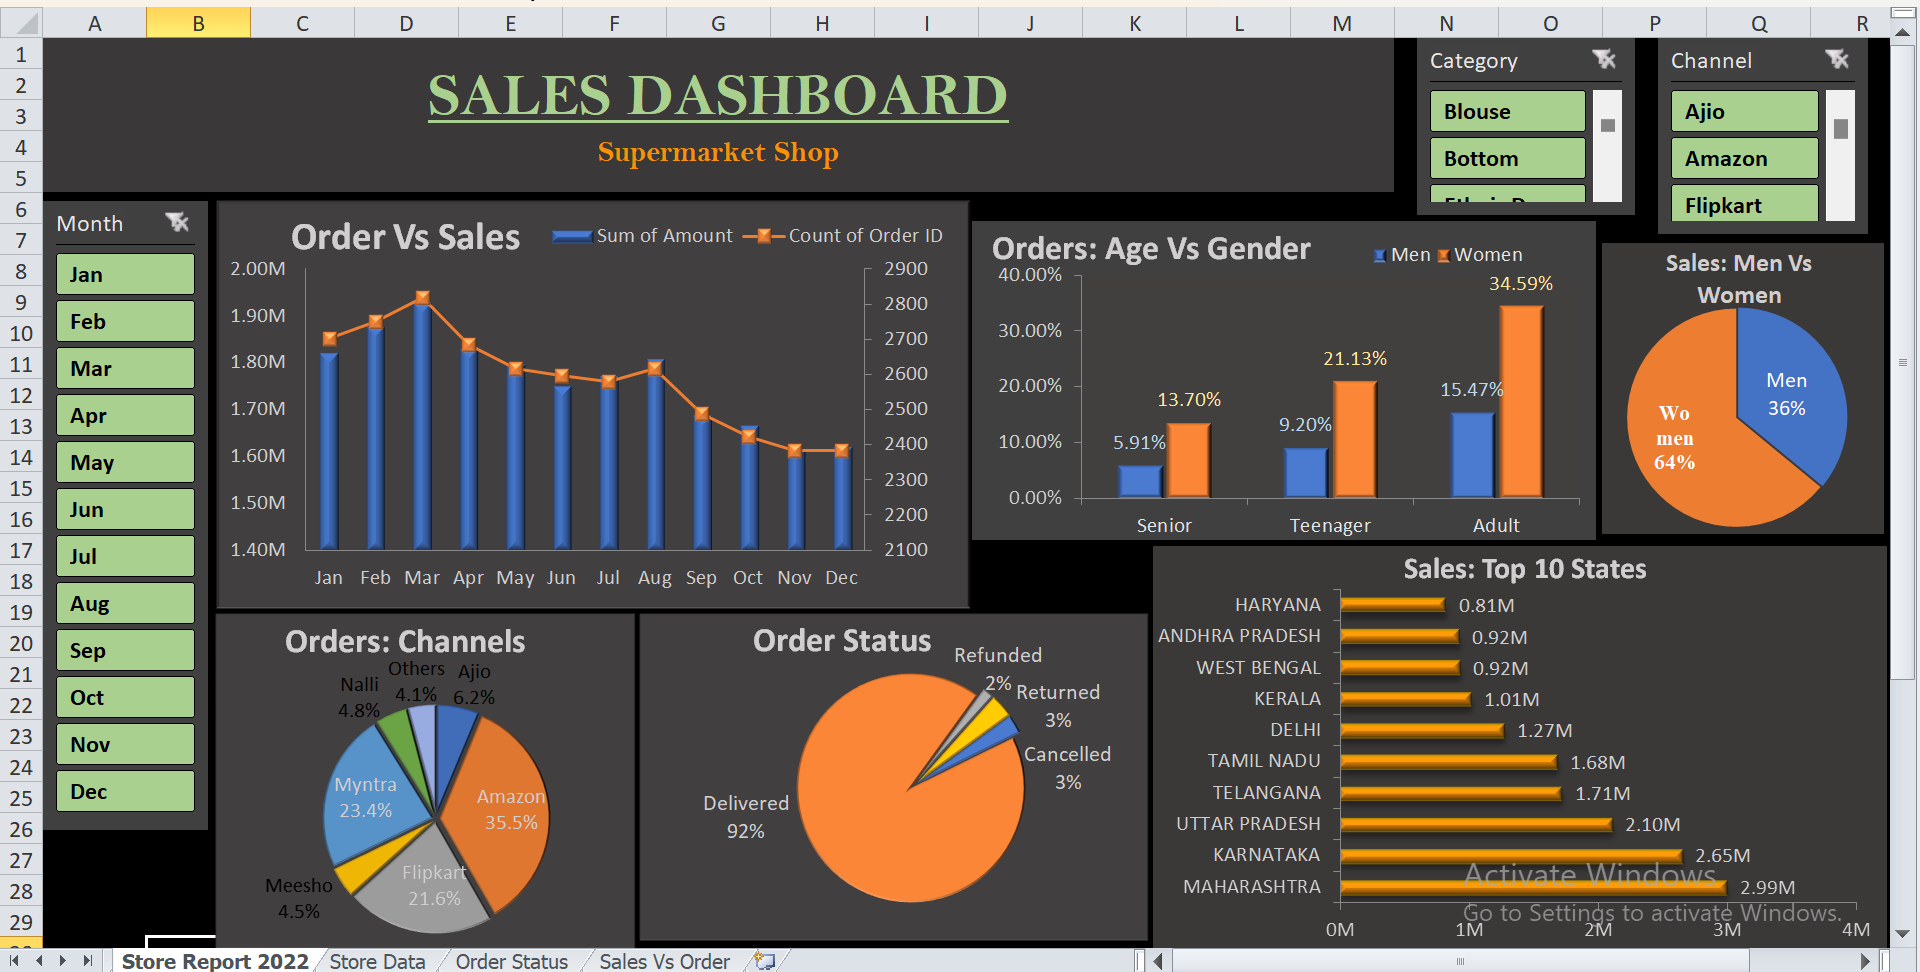 A B C D E F G H I J K L M N O P Q R
1
2
3
4
5
6
7
8
9
10
11
12
13
14
15
16
17
18
19
20
21
22
23
24
25
26
27
28
29
SALES DASHBOARD
Supermarket Shop
Category
Blouse
Bottom
Channel
Ajio
Amazon
Flipkart
Month
Jan
Feb
Mar
Apr
May
Jun
Jul
Aug
Sep
Oct
Nov
Dec
Order Vs Sales
Sum of Amount Count of Order ID
2.00M
1.90M
1.80M
1.70M
1.60M
1.50M
1.40M
2900
2800
2700
2600
2500
2400
2300
2200
2100
Jan Feb Mar Apr May Jun Jul Aug Sep Oct Nov Dec
Orders: Age Vs Gender
Men Women
40.00%
30.00%
20.00%
10.00%
0.00%
5.91%
13.70%
9.20%
21.13%
15.47%
34.59%
Senior Teenager Adult
Sales: Men Vs
Women
Men
36%
Wo
men
64%
Orders: Channels
Others
4.1%
Ajio
6.2%
Nalli
4.8%
Myntra
23.4%
Amazon
35.5%
Flipkart
21.6%
Meesho
4.5%
Order Status
Refunded
2%
Returned
3%
Cancelled
3%
Delivered
92%
Sales: Top 10 States
HARYANA 0.81M
ANDHRA PRADESH 0.92M
WEST BENGAL 0.92M
KERALA 1.01M
DELHI 1.27M
TAMIL NADU 1.68M
TELANGANA 1.71M
UTTAR PRADESH 2.10M
KARNATAKA 2.65M
MAHARASHTRA 2.99M
0M 1M 2M 3M 4M
Activate Windows
Go to Settings to activate Windows.
Store Report 2022 Store Data Order Status Sales Vs Order